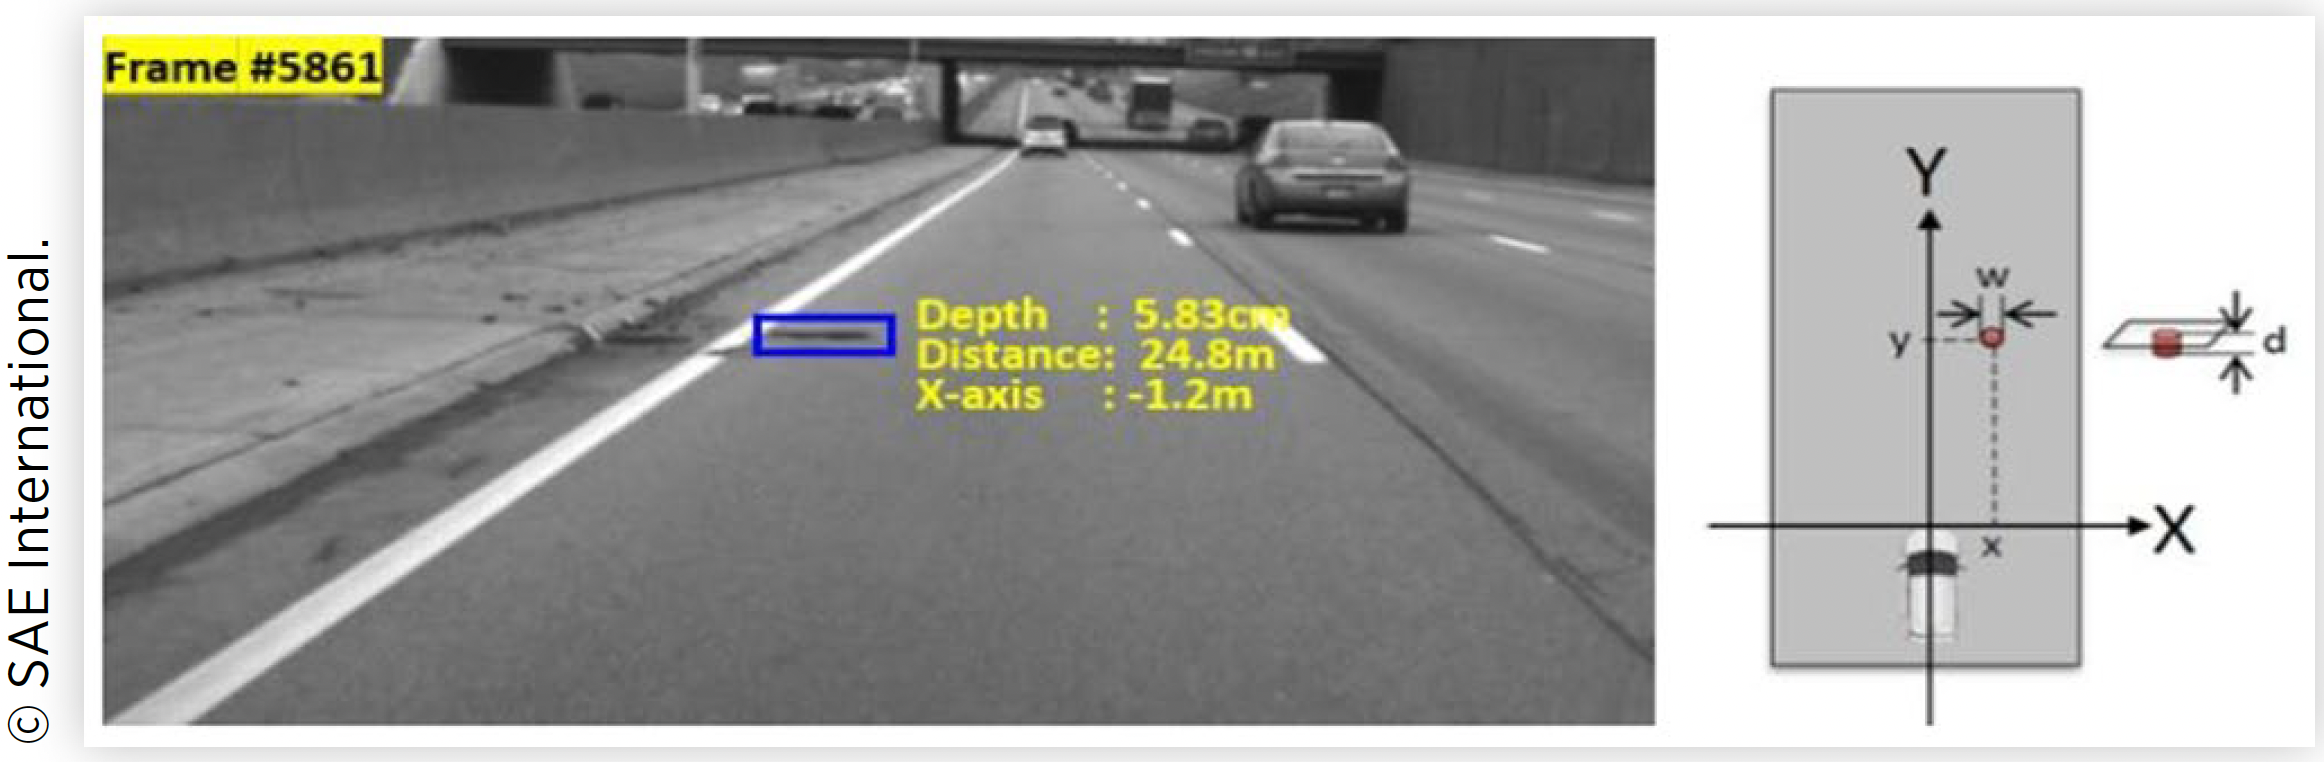 © SAE International.
Frame #5861
Depth : 5.83cm
Distance: 24.8m
X-axis : -1.2m
Y
w
y
d
X
x